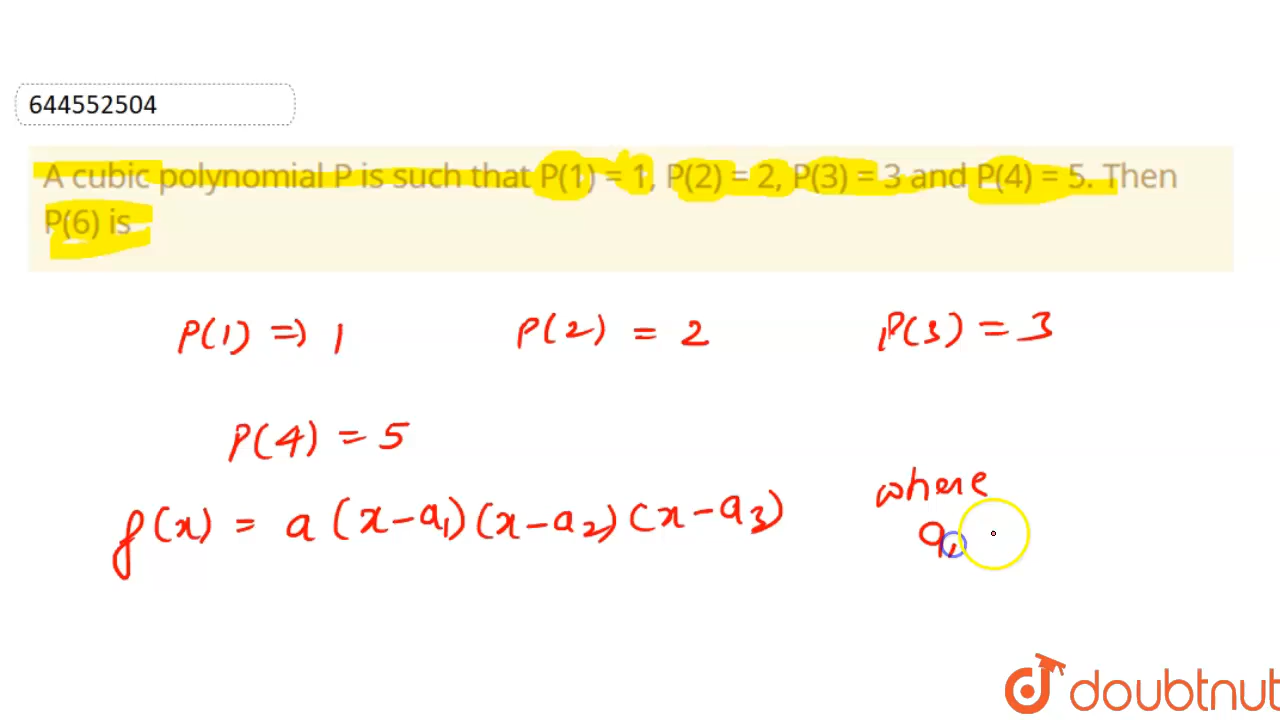 644552504
A cubic polynomial P is such that P(1) = 1, P(2) = 2, P(3) = 3 and P(4) = 5. Then
P(6) is
P(1) => 1 P(2) = 2 P(3) = 3
P(4) = 5
f(x) = a (x-a₁)(x-a₂)(x-a₃) where
a₁
doubtnut